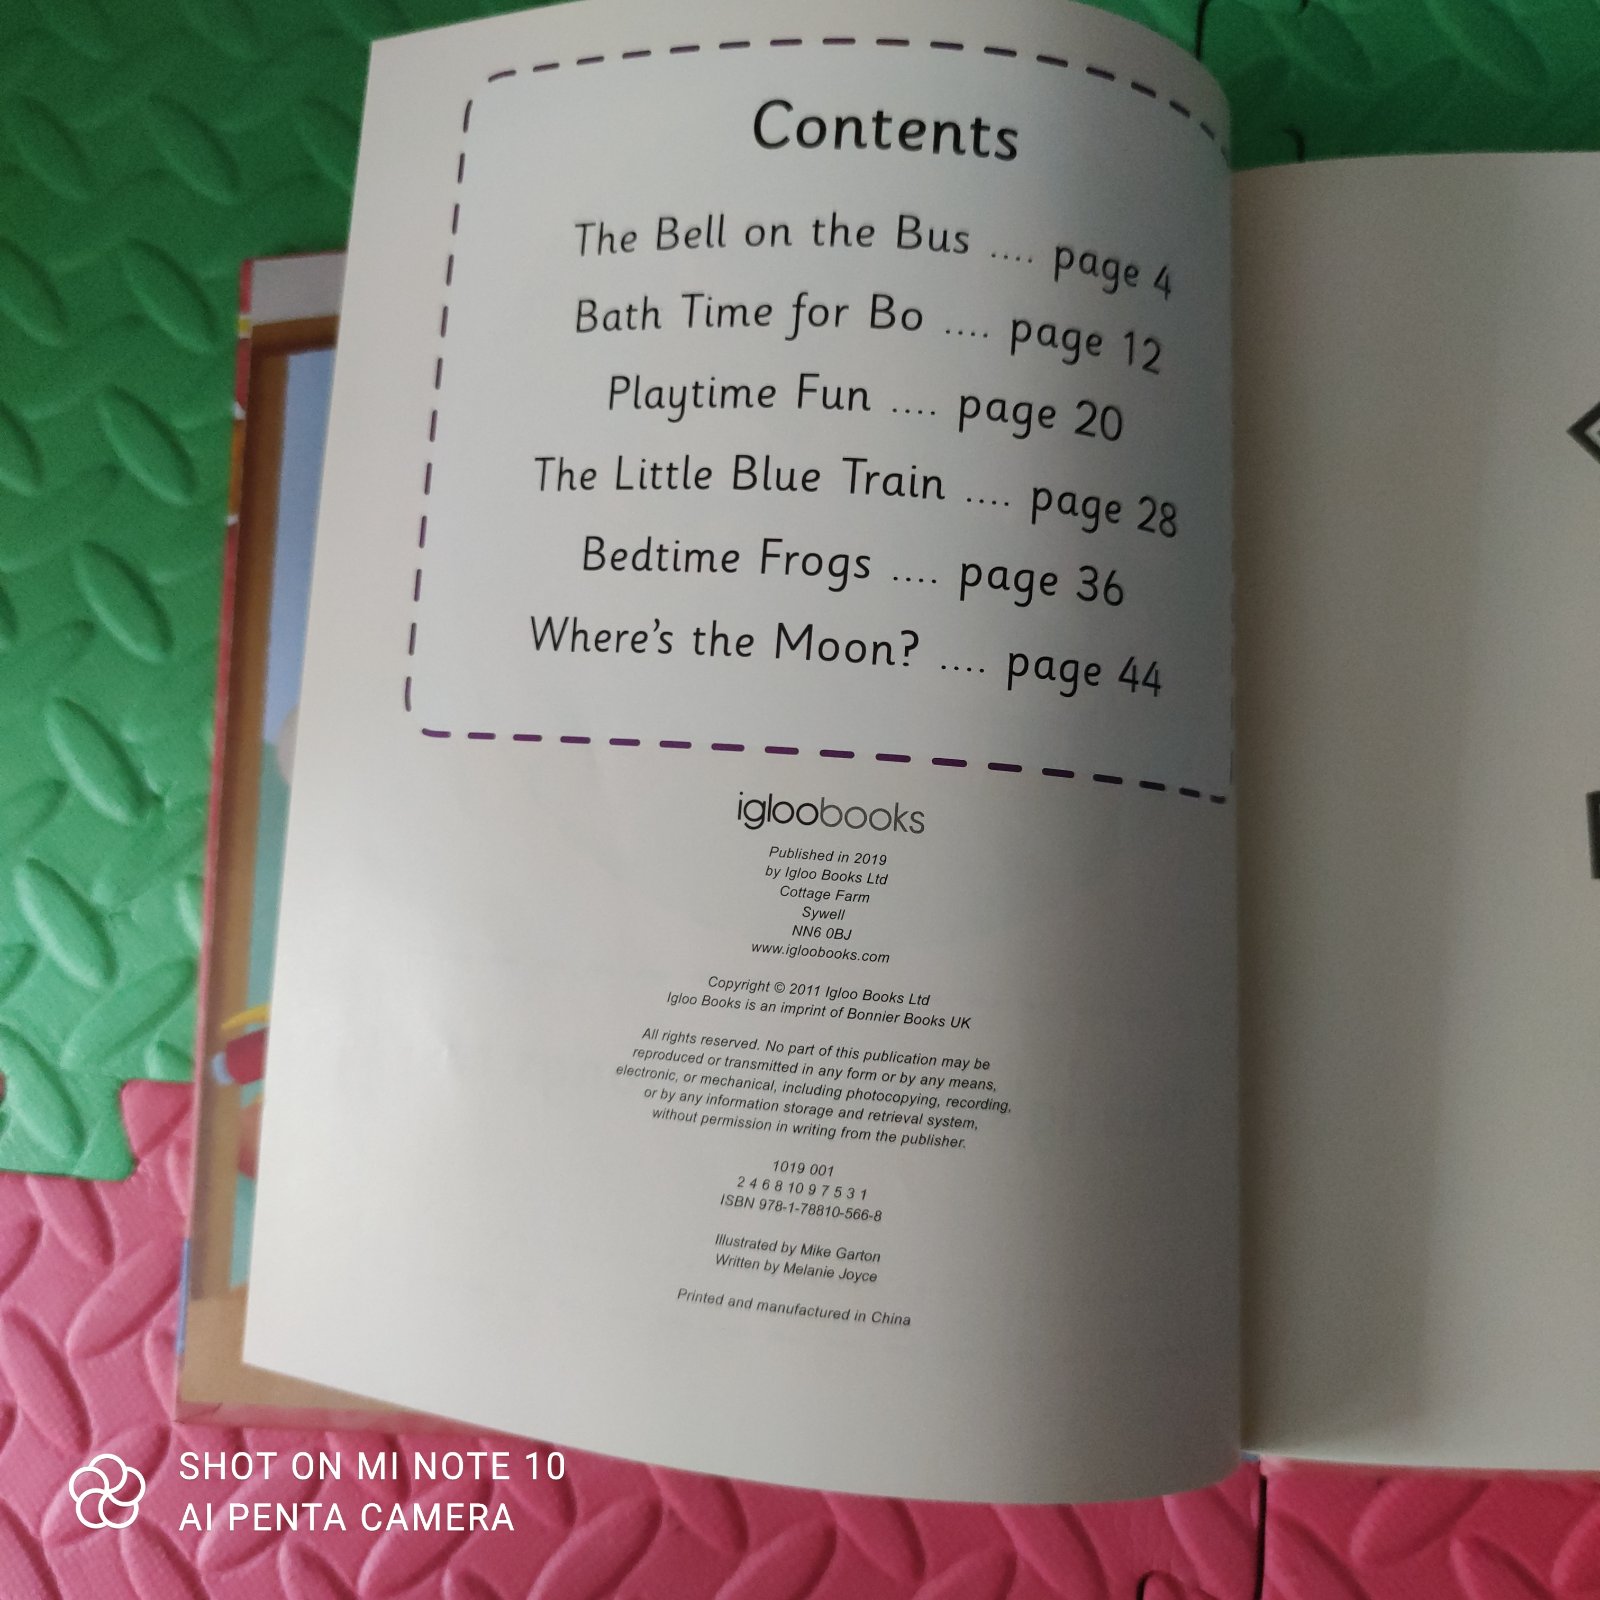 Contents
The Bell on the Bus .... page 4
Bath Time for Bo .... page 12
Playtime Fun .... page 20
The Little Blue Train .... page 28
Bedtime Frogs .... page 36
Where's the Moon? .... page 44
igloobooks
Published in 2019
by Igloo Books Ltd
Cottage Farm
Sywell
NN6 0BJ
www.igloobooks.com
Copyright © 2011 Igloo Books Ltd
Igloo Books is an imprint of Bonnier Books UK
All rights reserved. No part of this publication may be
reproduced or transmitted in any form or by any means,
electronic, or mechanical, including photocopying, recording,
or by any information storage and retrieval system,
without permission in writing from the publisher.
1019 001
2 4 6 8 10 9 7 5 3 1
ISBN 978-1-78810-566-8
Illustrated by Mike Garton
Written by Melanie Joyce
Printed and manufactured in China
SHOT ON MI NOTE 10
AI PENTA CAMERA